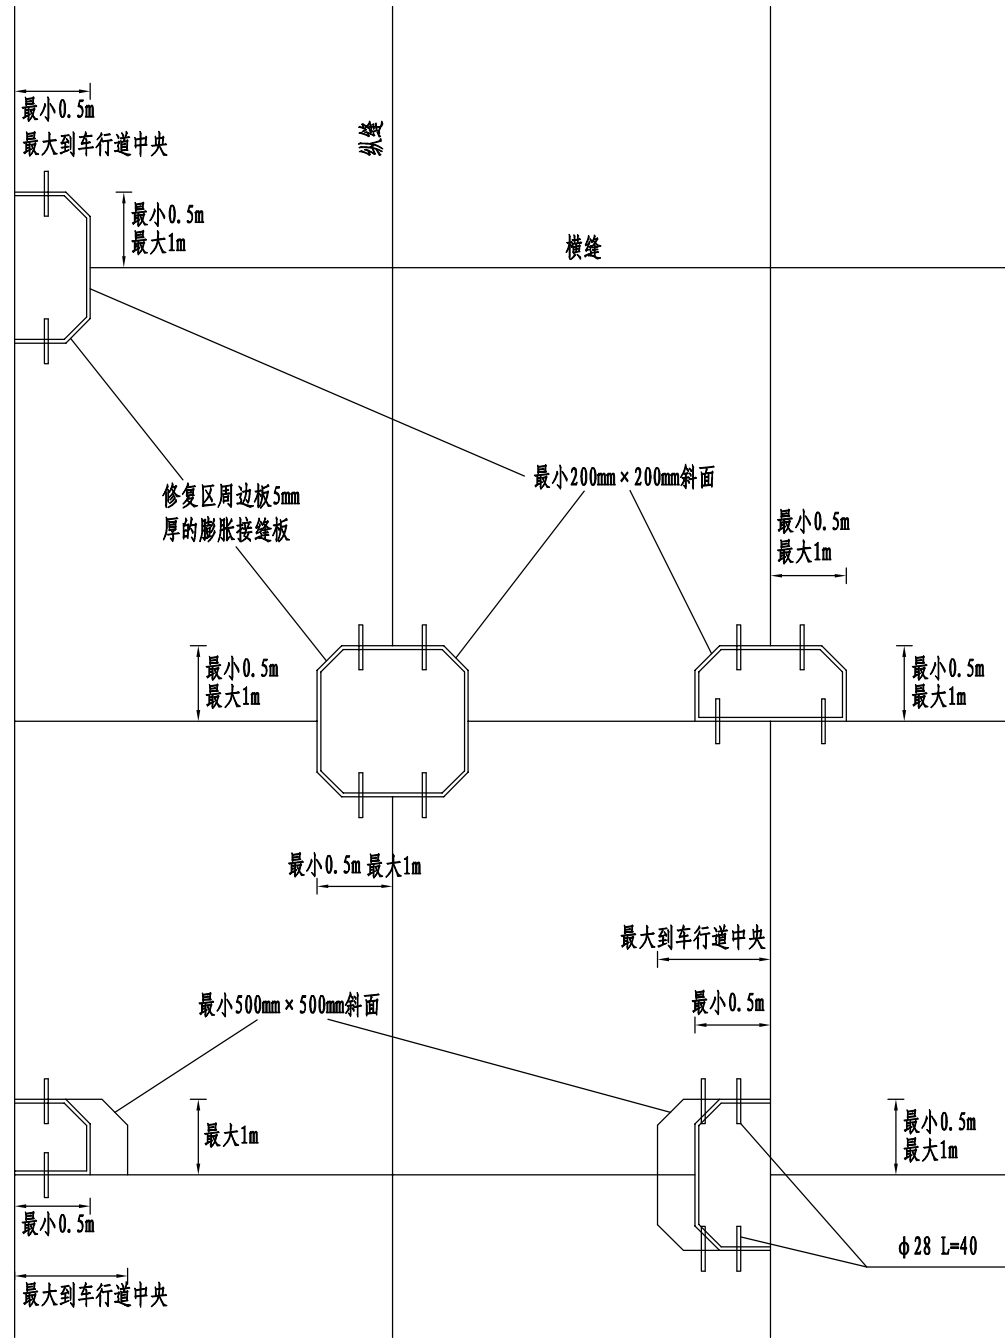 最小0.5m
最大到车行道中央
纵缝
最小0.5m
最大1m
横缝
最小200mm×200mm斜面
修复区周边板5mm
厚的膨胀接缝板
最小0.5m
最大1m
最小0.5m
最大1m
最小0.5m
最大1m
最小0.5m 最大1m
最大到车行道中央
最小500mm×500mm斜面
最小0.5m
最大1m
最小0.5m
最大1m
最小0.5m
ϕ28 L=40
最大到车行道中央